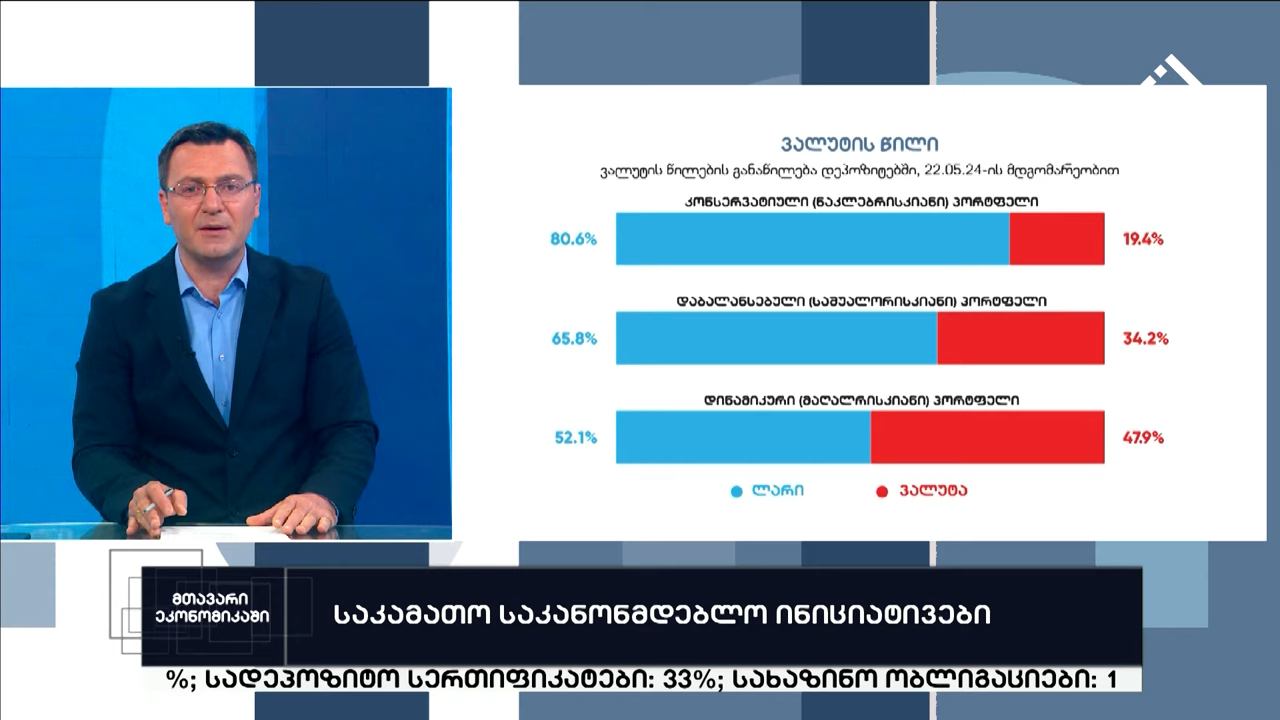 ვალუტის წილი
ვალუტის წილების განაწილება დეპოზიტებში, 22.05.24-ის მდგომარეობით
კონსერვატიული (ნაკლებრისკიანი) პორტფელი
80.6%
19.4%
დაბალანსებული (საშუალორისკიანი) პორტფელი
65.8%
34.2%
დინამიკური (მაღალრისკიანი) პორტფელი
52.1%
47.9%
ლარი
ვალუტა
მთავარი
ეკონომიკაში
საკამათო საკანონმდებლო ინიციატივები
%; სადეპოზიტო სერთიფიკატები: 33%; სახაზინო ობლიგაციები: 1